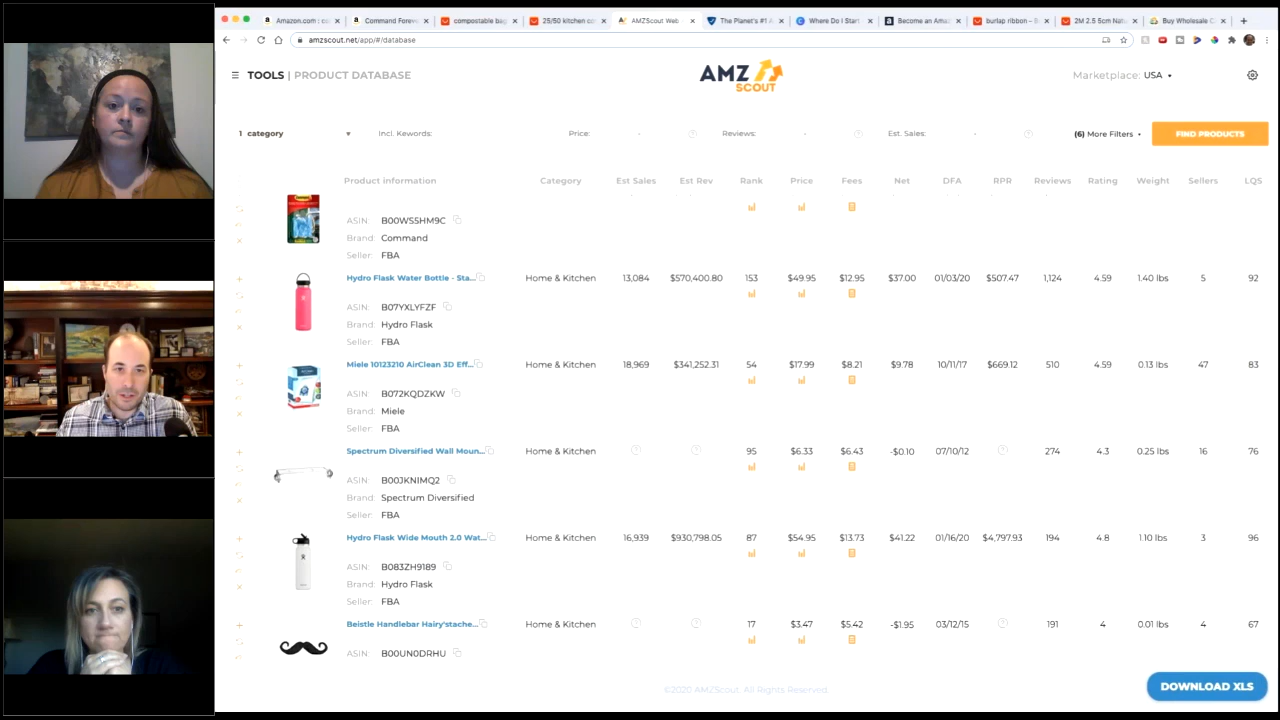 Amazon.com : co
Command Forev
compostable bag
25/50 kitchen co
AMZScout Web
The Planet's #1 A
Where Do I Start
Become an Amaz
burlap ribbon – B
2M 2.5 5cm Natu
Buy Wholesale C
amzscout.net/app/#/database
TOOLS | PRODUCT DATABASE
AMZ SCOUT
Marketplace: USA
1 category
Incl. Kewords:
Price: -
Reviews: -
Est. Sales: -
(6) More Filters
FIND PRODUCTS
Product information Category Est Sales Est Rev Rank Price Fees Net DFA RPR Reviews Rating Weight Sellers LQS
ASIN: B00WS5HM9C
Brand: Command
Seller: FBA
Hydro Flask Water Bottle - Sta... Home & Kitchen 13,084 $570,400.80 153 $49.95 $12.95 $37.00 01/03/20 $507.47 1,124 4.59 1.40 lbs 5 92
ASIN: B07YXLYFZF
Brand: Hydro Flask
Seller: FBA
Miele 10123210 AirClean 3D Eff... Home & Kitchen 18,969 $341,252.31 54 $17.99 $8.21 $9.78 10/11/17 $669.12 510 4.59 0.13 lbs 47 83
ASIN: B072KQDZKW
Brand: Miele
Seller: FBA
Spectrum Diversified Wall Moun... Home & Kitchen 95 $6.33 $6.43 -$0.10 07/10/12 274 4.3 0.25 lbs 16 76
ASIN: B00JKNIMQ2
Brand: Spectrum Diversified
Seller: FBA
Hydro Flask Wide Mouth 2.0 Wat... Home & Kitchen 16,939 $930,798.05 87 $54.95 $13.73 $41.22 01/16/20 $4,797.93 194 4.8 1.10 lbs 3 96
ASIN: B083ZH9189
Brand: Hydro Flask
Seller: FBA
Beistle Handlebar Hairy'stache... Home & Kitchen 17 $3.47 $5.42 -$1.95 03/12/15 191 4 0.01 lbs 4 67
ASIN: B00UN0DRHU
©2020 AMZScout. All Rights Reserved.
DOWNLOAD XLS